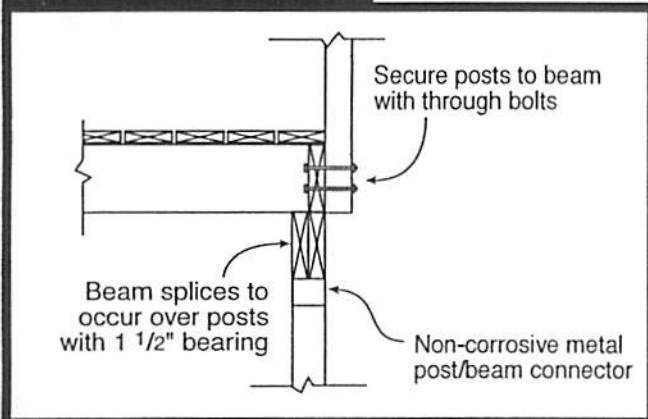 Secure posts to beam
with through bolts
Beam splices to
occur over posts
with 1 1/2" bearing
Non-corrosive metal
post/beam connector